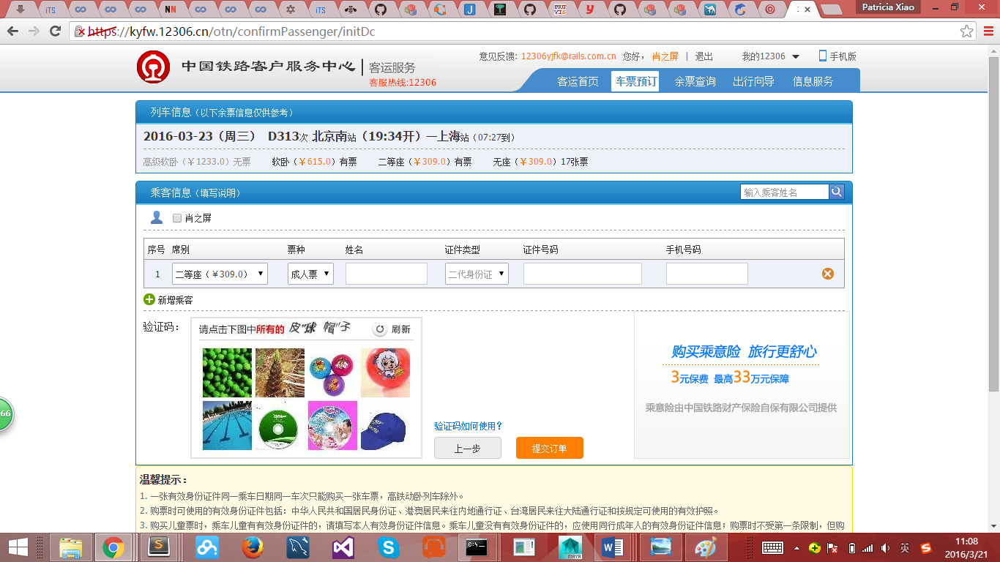 iTS
NN
iTS
Patricia Xiao
https://kyfw.12306.cn/otn/confirmPassenger/initDc
意见反馈: 12306yjfk@rails.com.cn 您好， 肖之屏 | 退出 我的12306 手机版
中国铁路客户服务中心 客运服务
客服热线:12306
客运首页 车票预订 余票查询 出行向导 信息服务
列车信息（以下余票信息仅供参考）
2016-03-23（周三） D313次 北京南站（19:34开）—上海站（07:27到）
高级软卧（￥1233.0）无票 软卧（￥615.0）有票 二等座（￥309.0）有票 无座（￥309.0）17张票
乘客信息（填写说明） 输入乘客姓名
肖之屏
序号 席别 票种 姓名 证件类型 证件号码 手机号码
1 二等座（￥309.0） 成人票 二代身份证
新增乘客
验证码： 请点击下图中所有的 皮球 帽子 刷新
购买乘意险 旅行更舒心
3元保费 最高33万元保障
乘意险由中国铁路财产保险自保有限公司提供
66
验证码如何使用?
上一步 提交订单
温馨提示：
1. 一张有效身份证件同一乘车日期同一车次只能购买一张车票，高铁动卧列车除外。
2. 购票时可使用的有效身份证件包括：中华人民共和国居民身份证、港澳居民来往内地通行证、台湾居民来往大陆通行证和按规定可使用的有效护照。
3. 购买儿童票时，乘车儿童有有效身份证件的，请填写本人有效身份证件信息。乘车儿童没有有效身份证件的，应使用同行成年人的有效身份证件信息；购票时不受第一条限制，但购
MAYA
英
11:08
2016/3/21